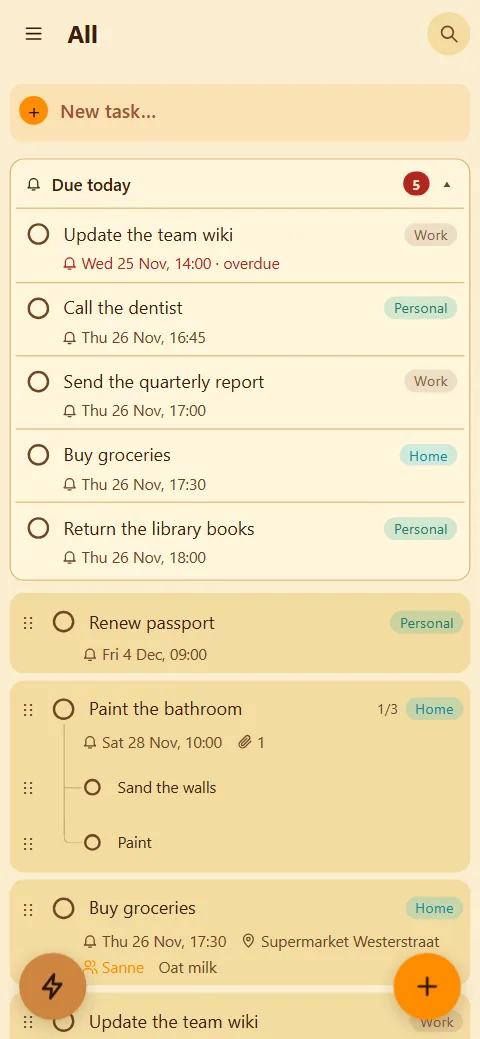 All
New task...
Due today 5
Update the team wiki Work
Wed 25 Nov, 14:00 · overdue
Call the dentist Personal
Thu 26 Nov, 16:45
Send the quarterly report Work
Thu 26 Nov, 17:00
Buy groceries Home
Thu 26 Nov, 17:30
Return the library books Personal
Thu 26 Nov, 18:00
Renew passport Personal
Fri 4 Dec, 09:00
Paint the bathroom 1/3 Home
Sat 28 Nov, 10:00 1
Sand the walls
Paint
Buy groceries Home
Thu 26 Nov, 17:30 Supermarket Westerstraat
Sanne Oat milk
Update the team wiki Work